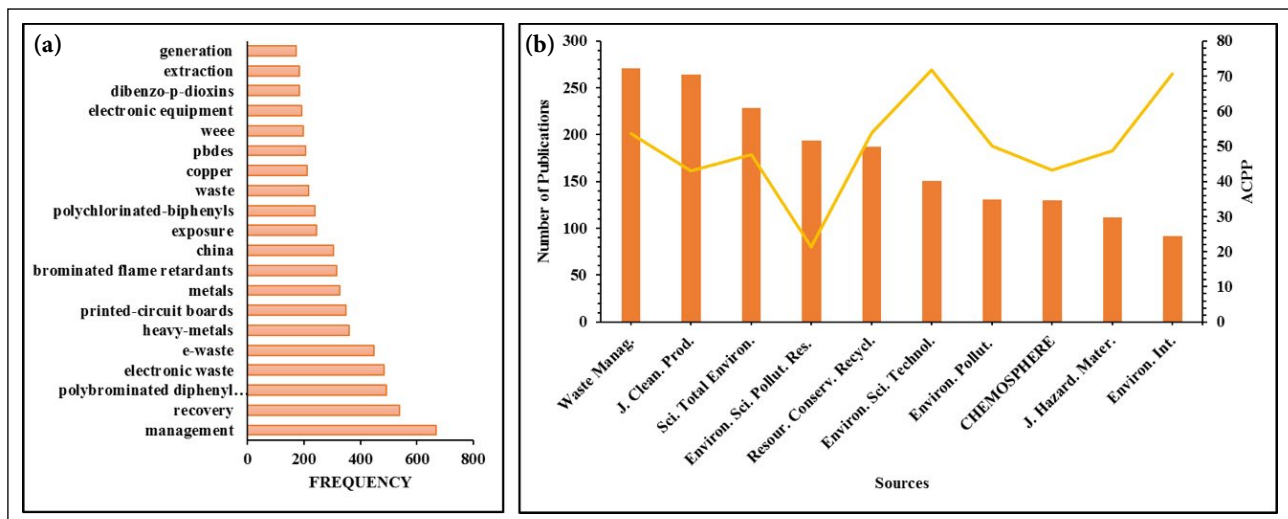 (a)
generation
extraction
dibenzo-p-dioxins
electronic equipment
weee
pbdes
copper
waste
polychlorinated-biphenyls
exposure
china
brominated flame retardants
metals
printed-circuit boards
heavy-metals
e-waste
electronic waste
polybrominated diphenyl…
recovery
management
0 200 400 600 800
FREQUENCY
(b)
Number of Publications
300
250
200
150
100
50
0
80
70
60
50
40
30
20
10
0
ACPP
Waste Manag.
J. Clean. Prod.
Sci. Total Environ.
Environ. Sci. Pollut. Res.
Resour. Conserv. Recycl.
Environ. Sci. Technol.
Environ. Pollut.
CHEMOSPHERE
J. Hazard. Mater.
Environ. Int.
Sources